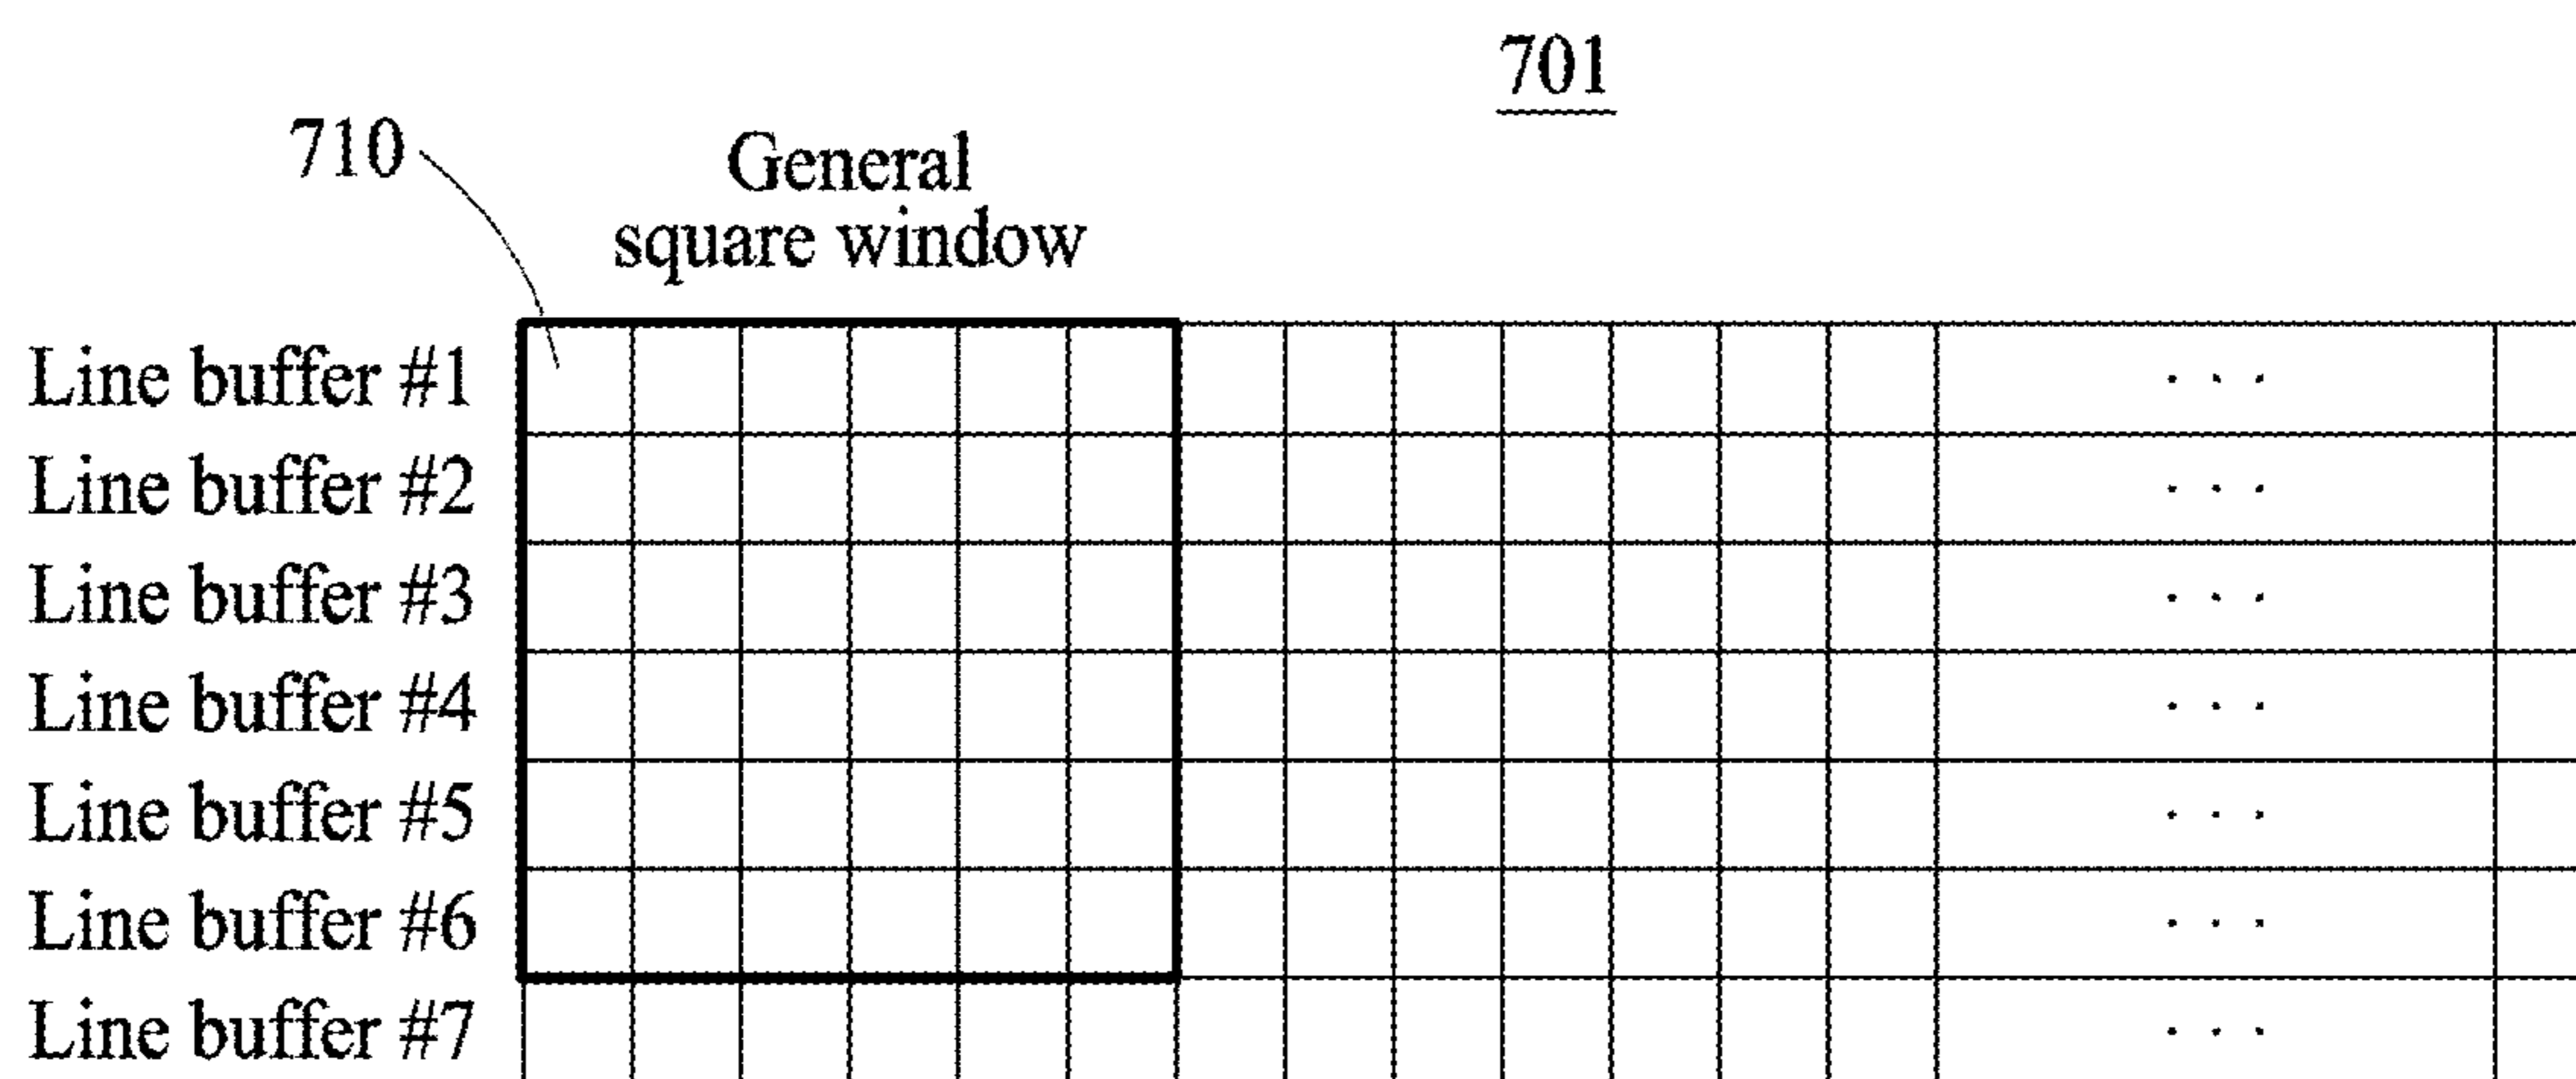 701
710
General
square window
Line buffer #1
. . .
Line buffer #2
. . .
Line buffer #3
. . .
Line buffer #4
. . .
Line buffer #5
. . .
Line buffer #6
. . .
Line buffer #7
. . .